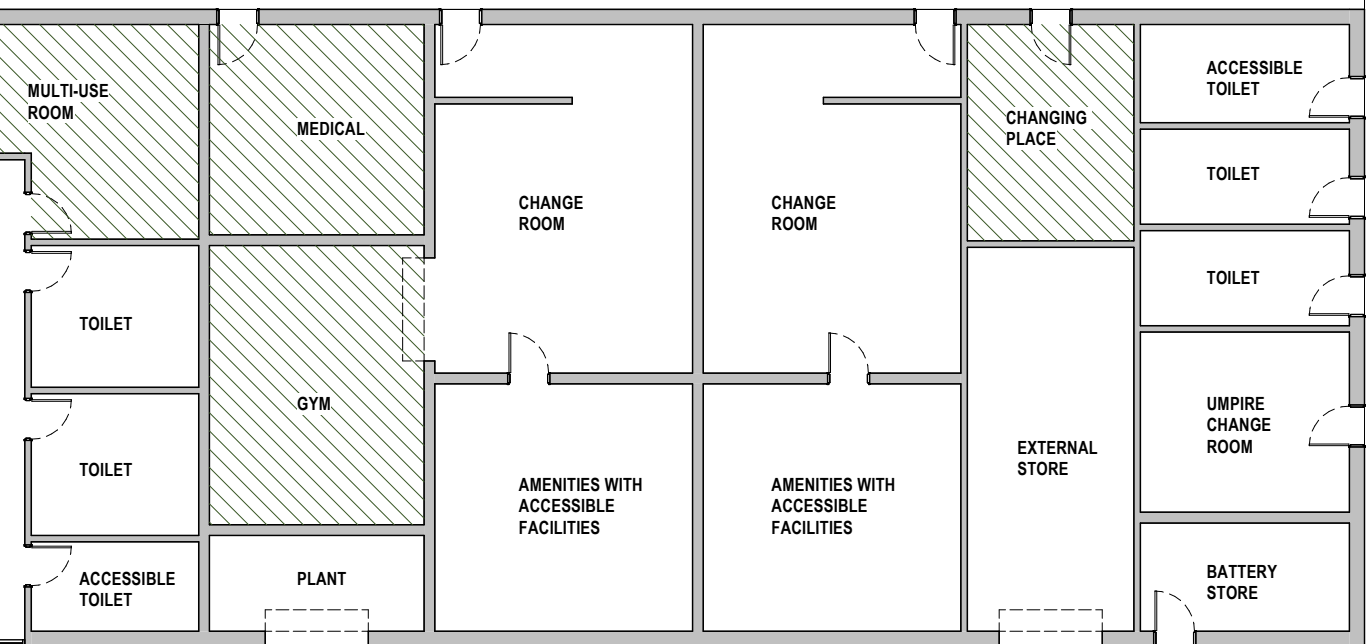 MULTI-USE
ROOM
MEDICAL
CHANGE
ROOM
CHANGE
ROOM
CHANGING
PLACE
ACCESSIBLE
TOILET
TOILET
TOILET
TOILET
TOILET
ACCESSIBLE
TOILET
GYM
PLANT
AMENITIES WITH
ACCESSIBLE
FACILITIES
AMENITIES WITH
ACCESSIBLE
FACILITIES
EXTERNAL
STORE
UMPIRE
CHANGE
ROOM
BATTERY
STORE